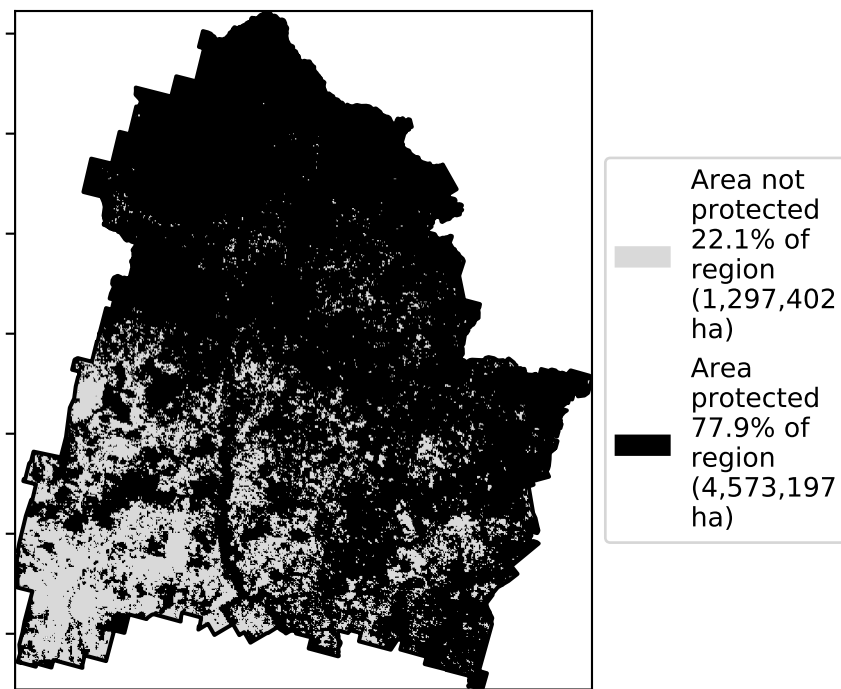 Area not
protected
22.1% of
region
(1,297,402
ha)
Area
protected
77.9% of
region
(4,573,197
ha)